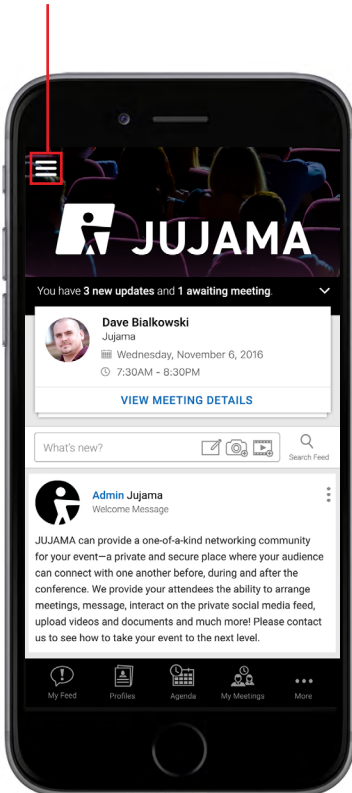 JUJAMA
You have 3 new updates and 1 awaiting meeting.
Dave Bialkowski
Jujama
Wednesday, November 6, 2016
7:30AM - 8:30PM
VIEW MEETING DETAILS
What's new?
Search Feed
Admin Jujama
Welcome Message
JUJAMA can provide a one-of-a-kind networking community
for your event—a private and secure place where your audience
can connect with one another before, during and after the
conference. We provide your attendees the ability to arrange
meetings, message, interact on the private social media feed,
upload videos and documents and much more! Please contact
us to see how to take your event to the next level.
My Feed Profiles Agenda My Meetings More